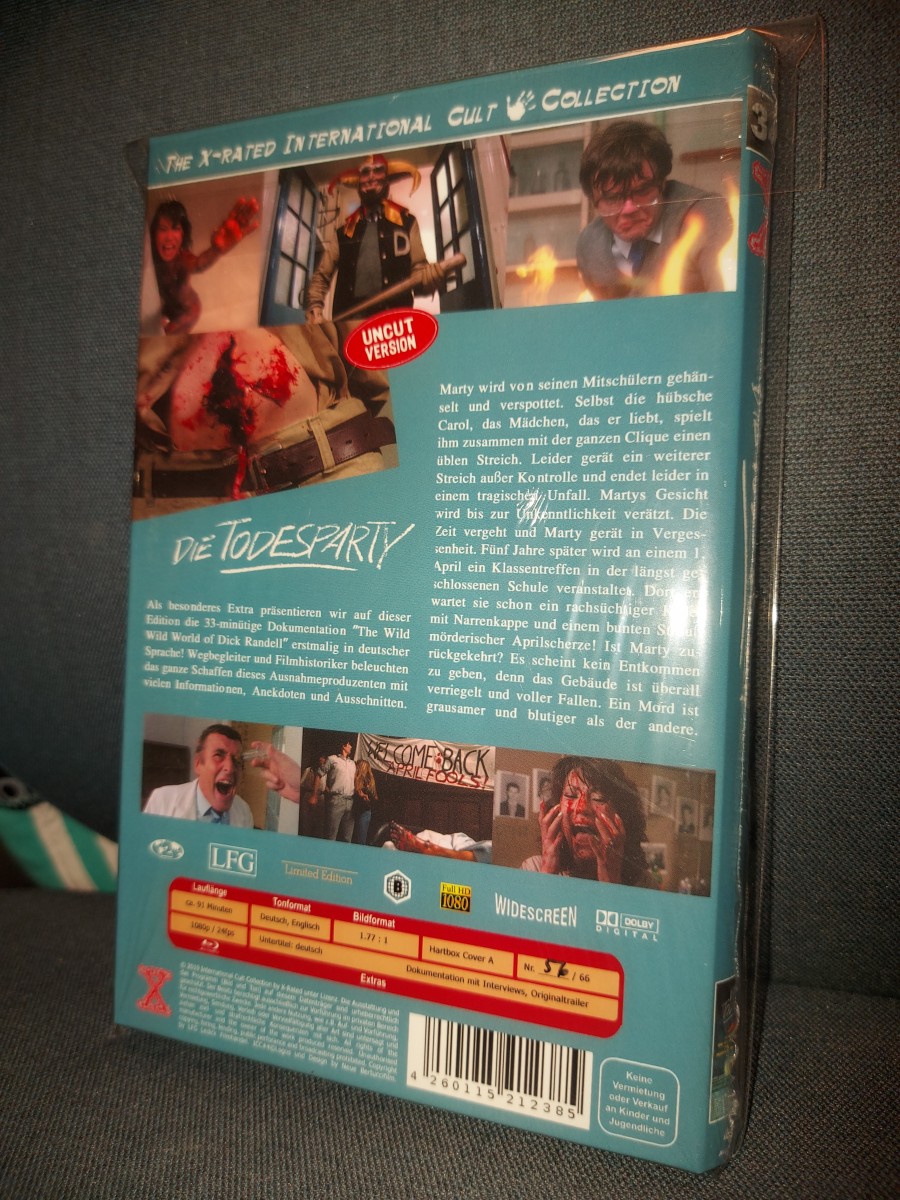 THE X-RATED INTERNATIONAL CULT COLLECTION
3
X
D
UNCUT
VERSION
Marty wird von seinen Mitschülern gehän-
selt und verspottet. Selbst die hübsche
Carol, das Mädchen, das er liebt, spielt
ihm zusammen mit der ganzen Clique einen
üblen Streich. Leider gerät ein weiterer
Streich außer Kontrolle und endet leider in
einem tragischen Unfall. Martys Gesicht
wird bis zur Unkenntlichkeit verätzt. Die
Zeit vergeht und Marty gerät in Verges-
senheit. Fünf Jahre später wird an einem 1.
April ein Klassentreffen in der längst ge-
schlossenen Schule veranstaltet. Dort er-
wartet sie schon ein rachsüchtiger
mit Narrenkappe und einem bunten
mörderischer Aprilscherze! Ist Marty zu-
rückgekehrt? Es scheint kein Entkommen
zu geben, denn das Gebäude ist überall
verriegelt und voller Fallen. Ein Mord ist
grausamer und blutiger als der andere.
DIE TODESPARTY
Als besonderes Extra präsentieren wir auf dieser
Edition die 33-minütige Dokumentation "The Wild
Wild World of Dick Randell" erstmalig in deutscher
Sprache! Wegbegleiter und Filmhistoriker beleuchten
das ganze Schaffen dieses Ausnahmeproduzenten mit
vielen Informationen, Anekdoten und Ausschnitten.
WELCOME BACK
APRIL FOOLS!
LFG
Limited Edition
B
Full HD
1080
WIDESCREEN
DOLBY
DIGITAL
Lauflänge
ca. 91 Minuten
1080p / 24fps
Tonformat
Deutsch, Englisch
Untertitel: deutsch
Bildformat
1.77 : 1
Hartbox Cover A
Nr. 56 / 66
Dokumentation mit Interviews, Originaltrailer
Extras
X
4 260115 212385
Keine
Vermietung
oder Verkauf
an Kinder und
Jugendliche